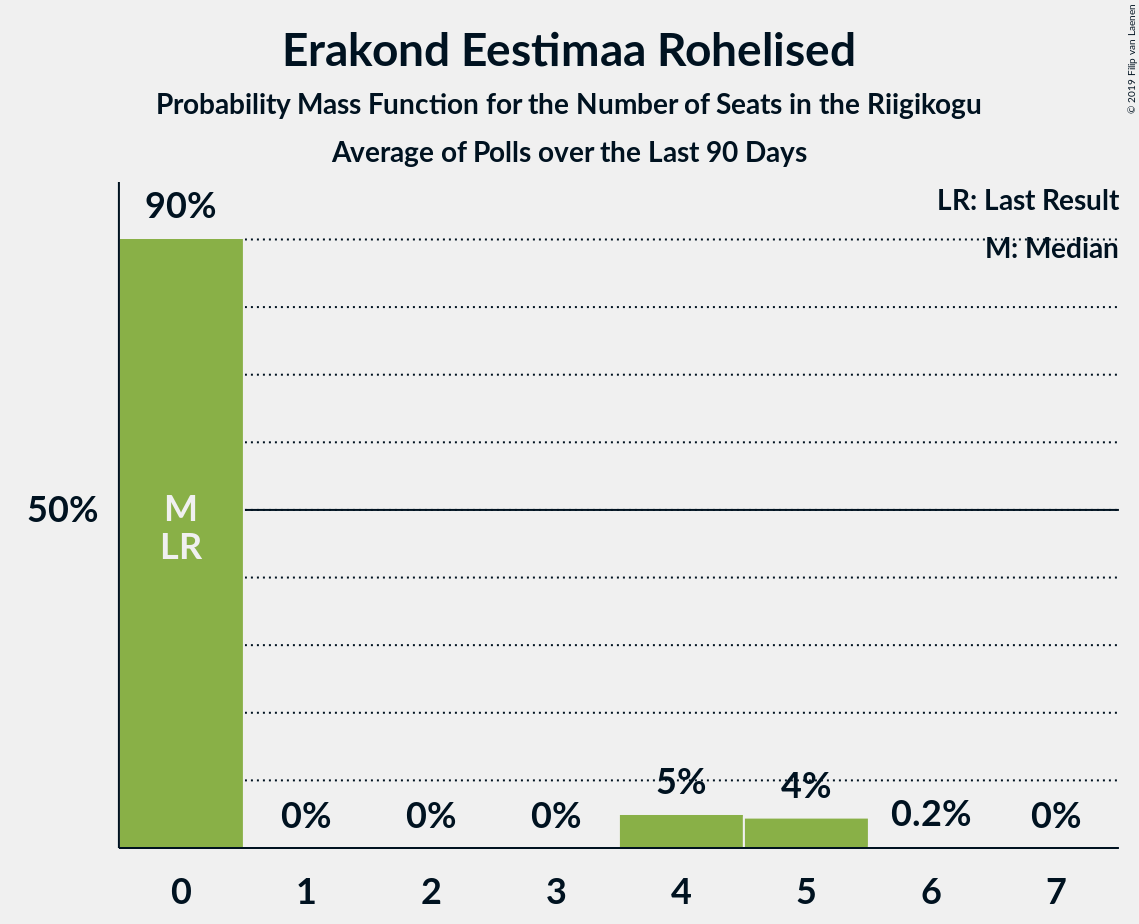 Erakond Eestimaa Rohelised
Probability Mass Function for the Number of Seats in the Riigikogu
Average of Polls over the Last 90 Days
© 2019 Filip van Laenen
LR: Last Result
M: Median
90%
50%
M
LR
0%
0%
0%
5%
4%
0.2%
0%
0
1
2
3
4
5
6
7